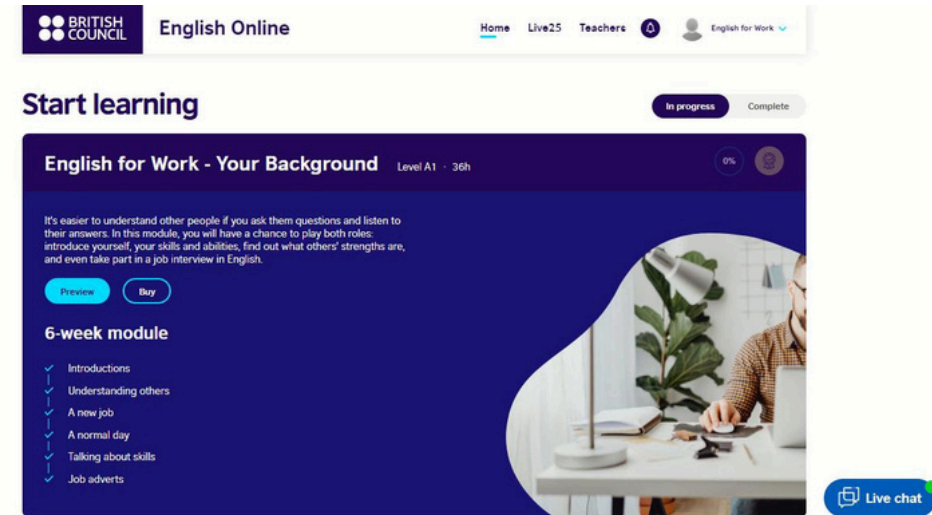 BRITISH
COUNCIL
English Online
Home Live25 Teachers English for Work
Start learning
In progress Complete
English for Work - Your Background Level A1 · 36h
0%
It's easier to understand other people if you ask them questions and listen to
their answers. In this module, you will have a chance to play both roles:
introduce yourself, your skills and abilities, find out what others' strengths are,
and even take part in a job interview in English.
Preview Buy
6-week module
Introductions
Understanding others
A new job
A normal day
Talking about skills
Job adverts
Live chat